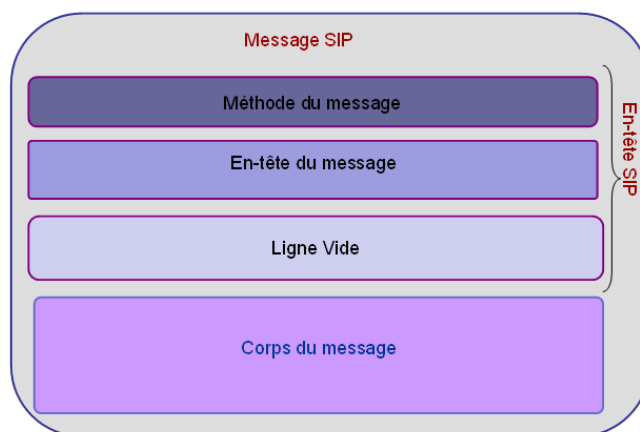 Message SIP
Méthode du message
En-tête du message
Ligne Vide
Corps du message
En-tête SIP